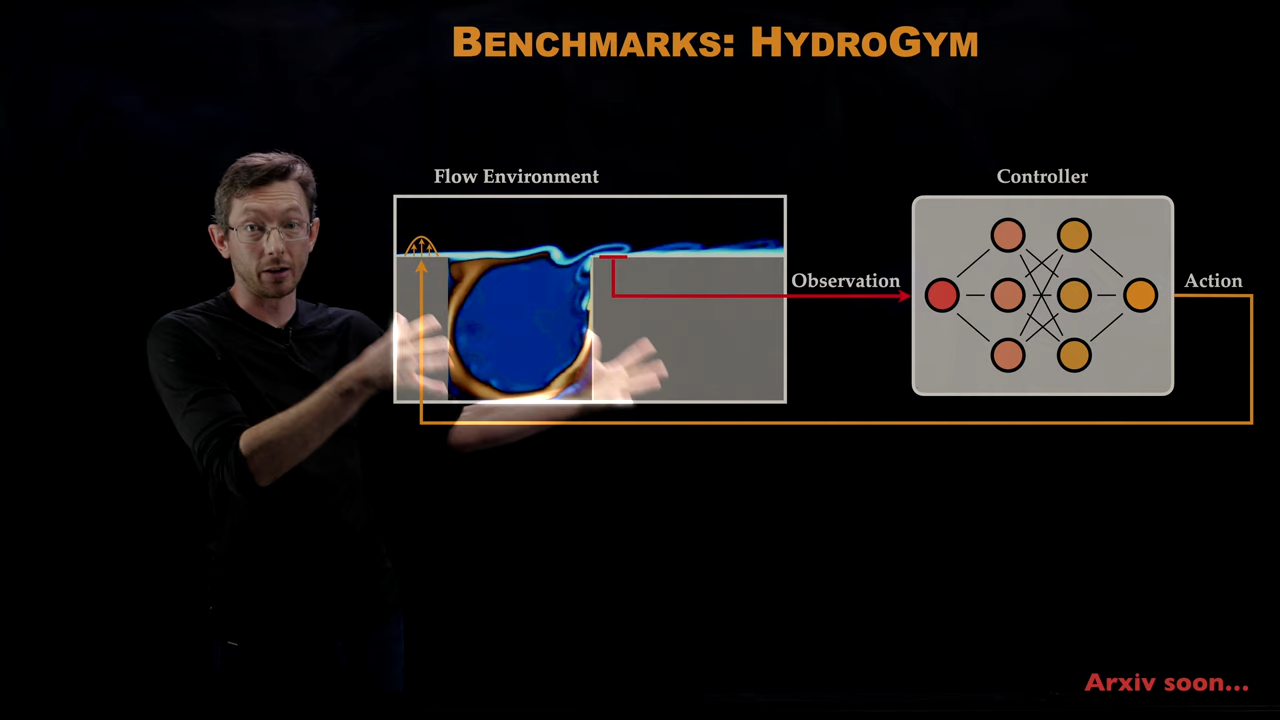 BENCHMARKS: HYDROGYM
Flow Environment
Controller
Observation
Action
Arxiv soon...